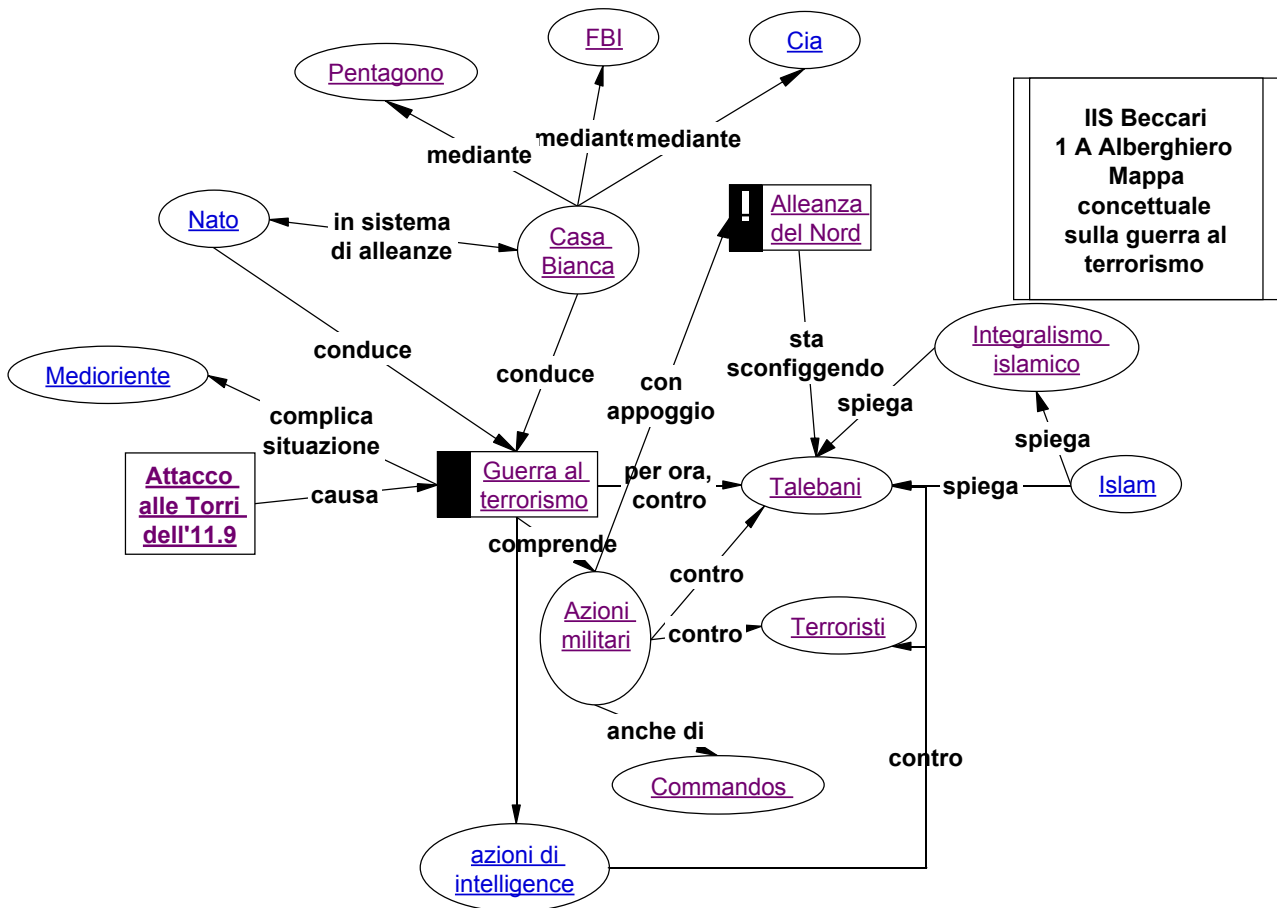 FBI
Cia
Pentagono
IIS Beccari
1 A Alberghiero
Mappa
concettuale
sulla guerra al
terrorismo
mediante
mediante
mediante
Nato
in sistema
di alleanze
Casa
Bianca
!
Alleanza
del Nord
Integralismo
islamico
conduce
conduce
sta
sconfiggendo
con
appoggio
spiega
Medioriente
complica
situazione
spiega
Attacco
alle Torri
dell'11.9
causa
Guerra al
terrorismo
per ora,
contro
Talebani
spiega
Islam
comprende
contro
Azioni
militari
contro
Terroristi
anche di
Commandos
contro
azioni di
intelligence